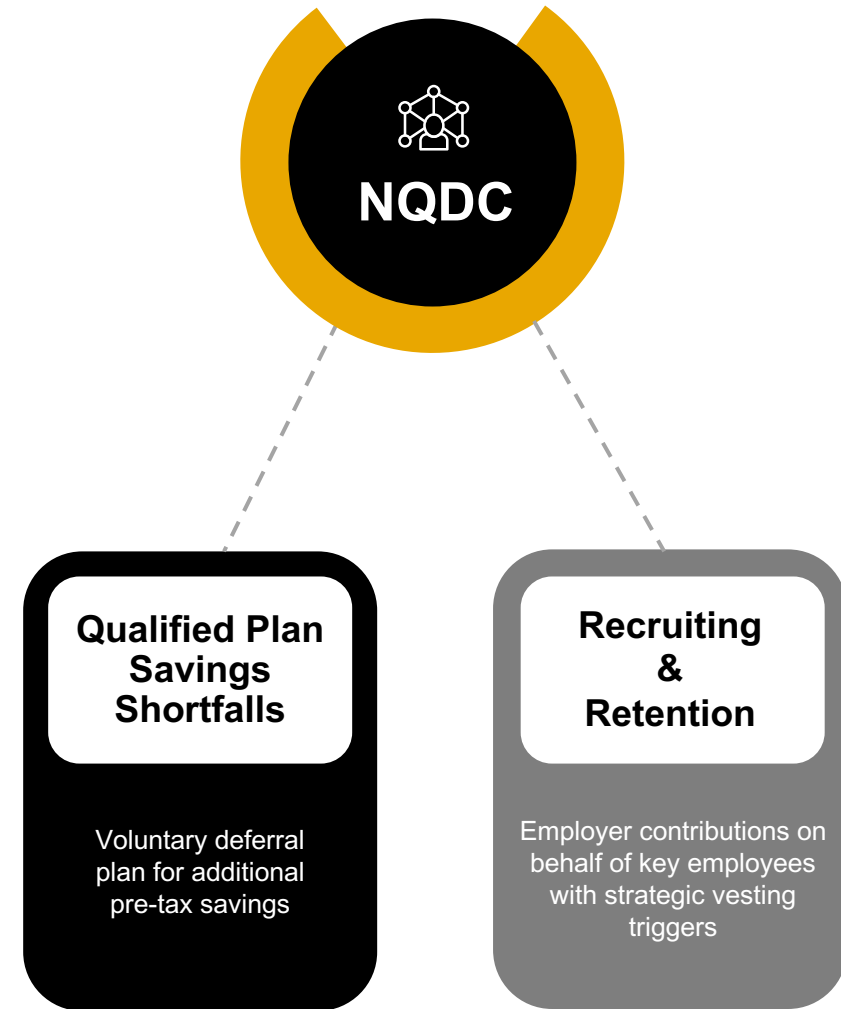 NQDC
Qualified Plan
Savings
Shortfalls
Voluntary deferral
plan for additional
pre-tax savings
Recruiting
&
Retention
Employer contributions on
behalf of key employees
with strategic vesting
triggers